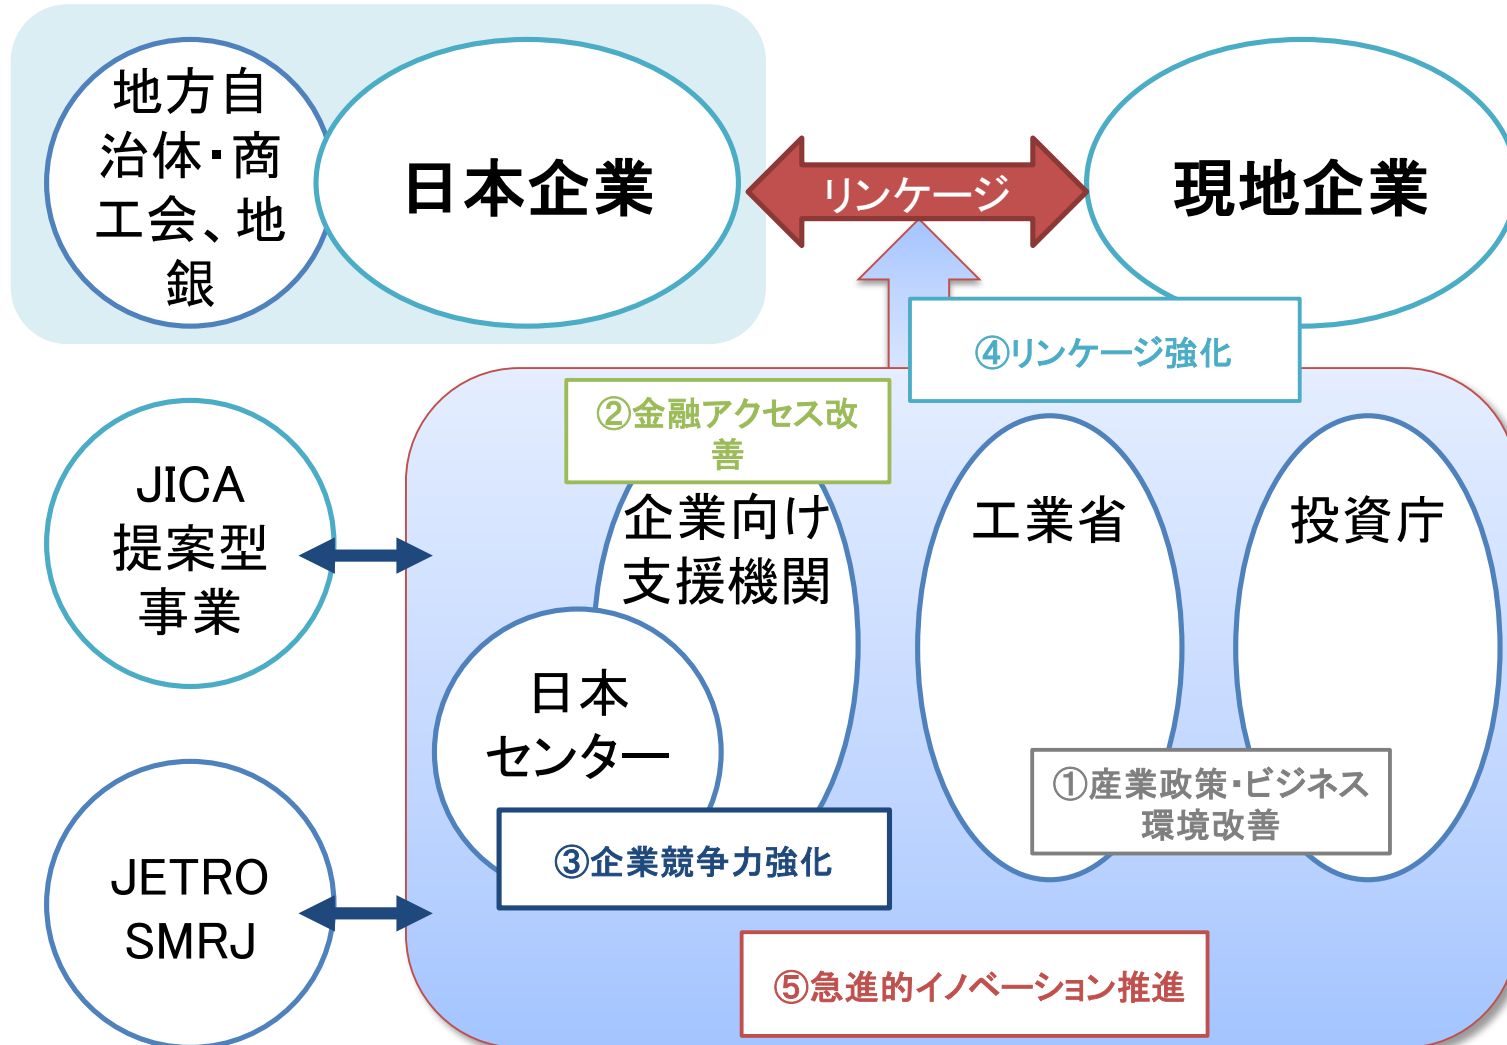 地方自
治体・商
工会、地
銀
日本企業
リンケージ
現地企業
④リンケージ強化
②金融アクセス改
善
企業向け
支援機関
工業省
投資庁
JICA
提案型
事業
日本
センター
①産業政策・ビジネス
環境改善
③企業競争力強化
JETRO
SMRJ
⑤急進的イノベーション推進